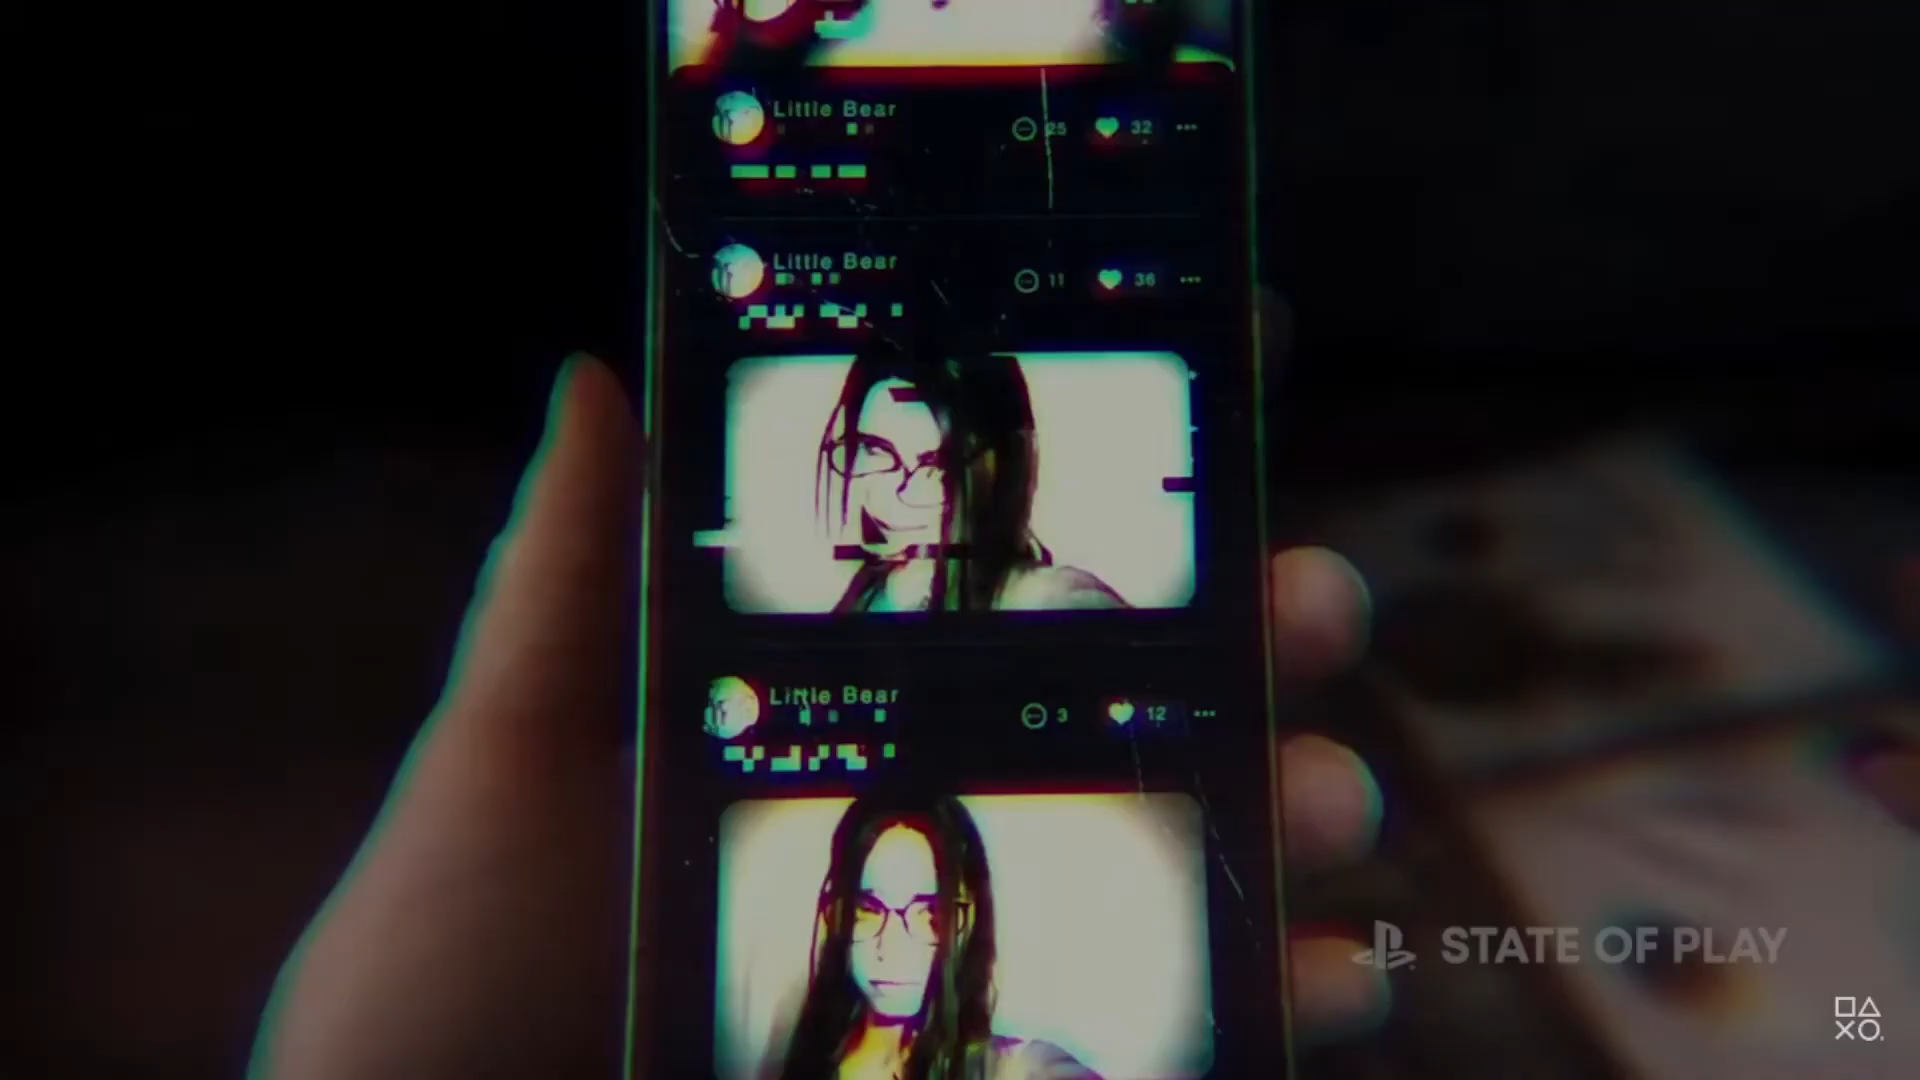 Little Bear
25 32 ...
Little Bear
11 36 ...
Little Bear
3 12 ...
STATE OF PLAY